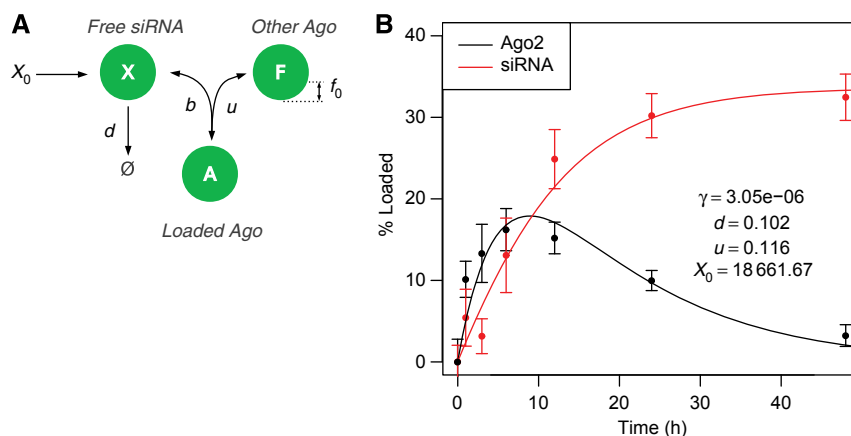 A
Free siRNA
Other Ago
X₀
X
F
f₀
b
u
d
Ø
A
Loaded Ago
B
Ago2
siRNA
% Loaded
40
30
20
10
0
γ = 3.05e−06
d = 0.102
u = 0.116
X₀ = 18 661.67
0
10
20
30
40
Time (h)